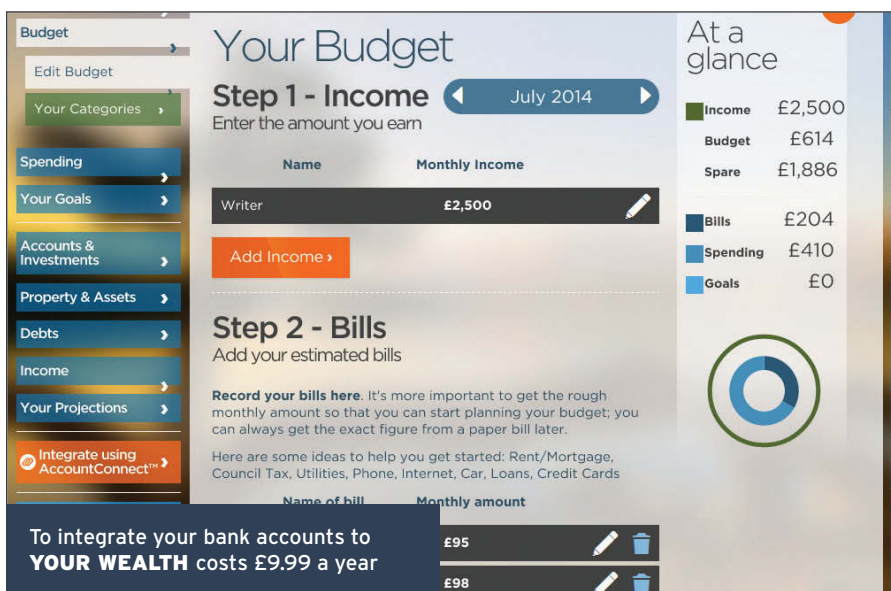 Budget
Edit Budget
Your Categories
Spending
Your Goals
Accounts &
Investments
Property & Assets
Debts
Income
Your Projections
Integrate using
AccountConnect™
Your Budget
Step 1 - Income
July 2014
Enter the amount you earn
Name Monthly Income
Writer £2,500
Add Income
Step 2 - Bills
Add your estimated bills
Record your bills here. It's more important to get the rough
monthly amount so that you can start planning your budget; you
can always get the exact figure from a paper bill later.
Here are some ideas to help you get started: Rent/Mortgage,
Council Tax, Utilities, Phone, Internet, Car, Loans, Credit Cards
Name of bill Monthly amount
£95
£98
At a
glance
Income £2,500
Budget £614
Spare £1,886
Bills £204
Spending £410
Goals £0
To integrate your bank accounts to
YOUR WEALTH costs £9.99 a year